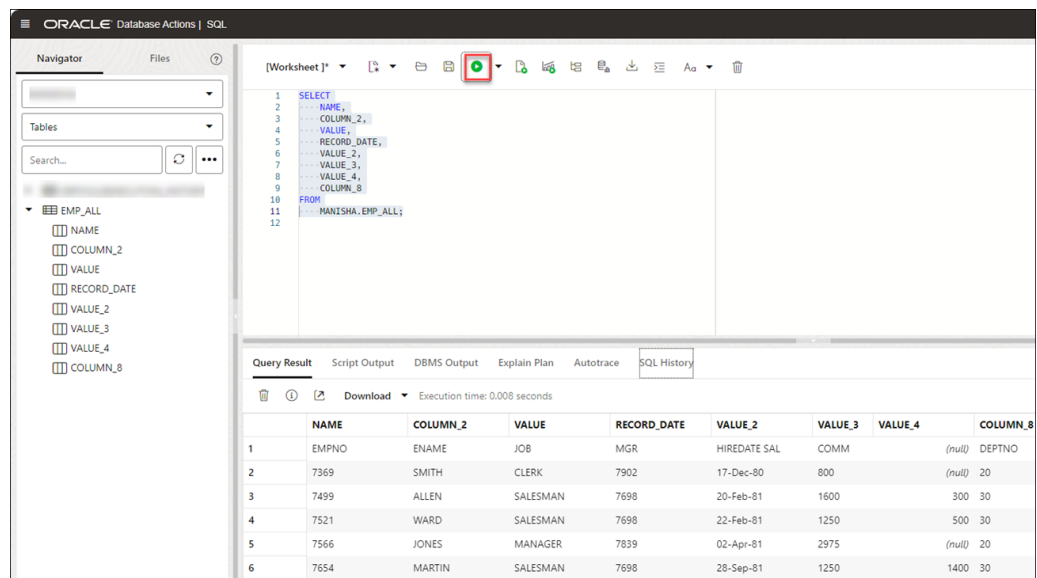 ORACLE Database Actions | SQL
Navigator Files ?
[Worksheet]* Aa
Tables
Search...
EMP_ALL
NAME
COLUMN_2
VALUE
RECORD_DATE
VALUE_2
VALUE_3
VALUE_4
COLUMN_8
1 SELECT
2 NAME,
3 COLUMN_2,
4 VALUE,
5 RECORD_DATE,
6 VALUE_2,
7 VALUE_3,
8 VALUE_4,
9 COLUMN_8
10 FROM
11 MANISHA.EMP_ALL;
12
Query Result Script Output DBMS Output Explain Plan Autotrace SQL History
Download Execution time: 0.008 seconds
NAME COLUMN_2 VALUE RECORD_DATE VALUE_2 VALUE_3 VALUE_4 COLUMN_8
1 EMPNO ENAME JOB MGR HIREDATE SAL COMM (null) DEPTNO
2 7369 SMITH CLERK 7902 17-Dec-80 800 (null) 20
3 7499 ALLEN SALESMAN 7698 20-Feb-81 1600 300 30
4 7521 WARD SALESMAN 7698 22-Feb-81 1250 500 30
5 7566 JONES MANAGER 7839 02-Apr-81 2975 (null) 20
6 7654 MARTIN SALESMAN 7698 28-Sep-81 1250 1400 30